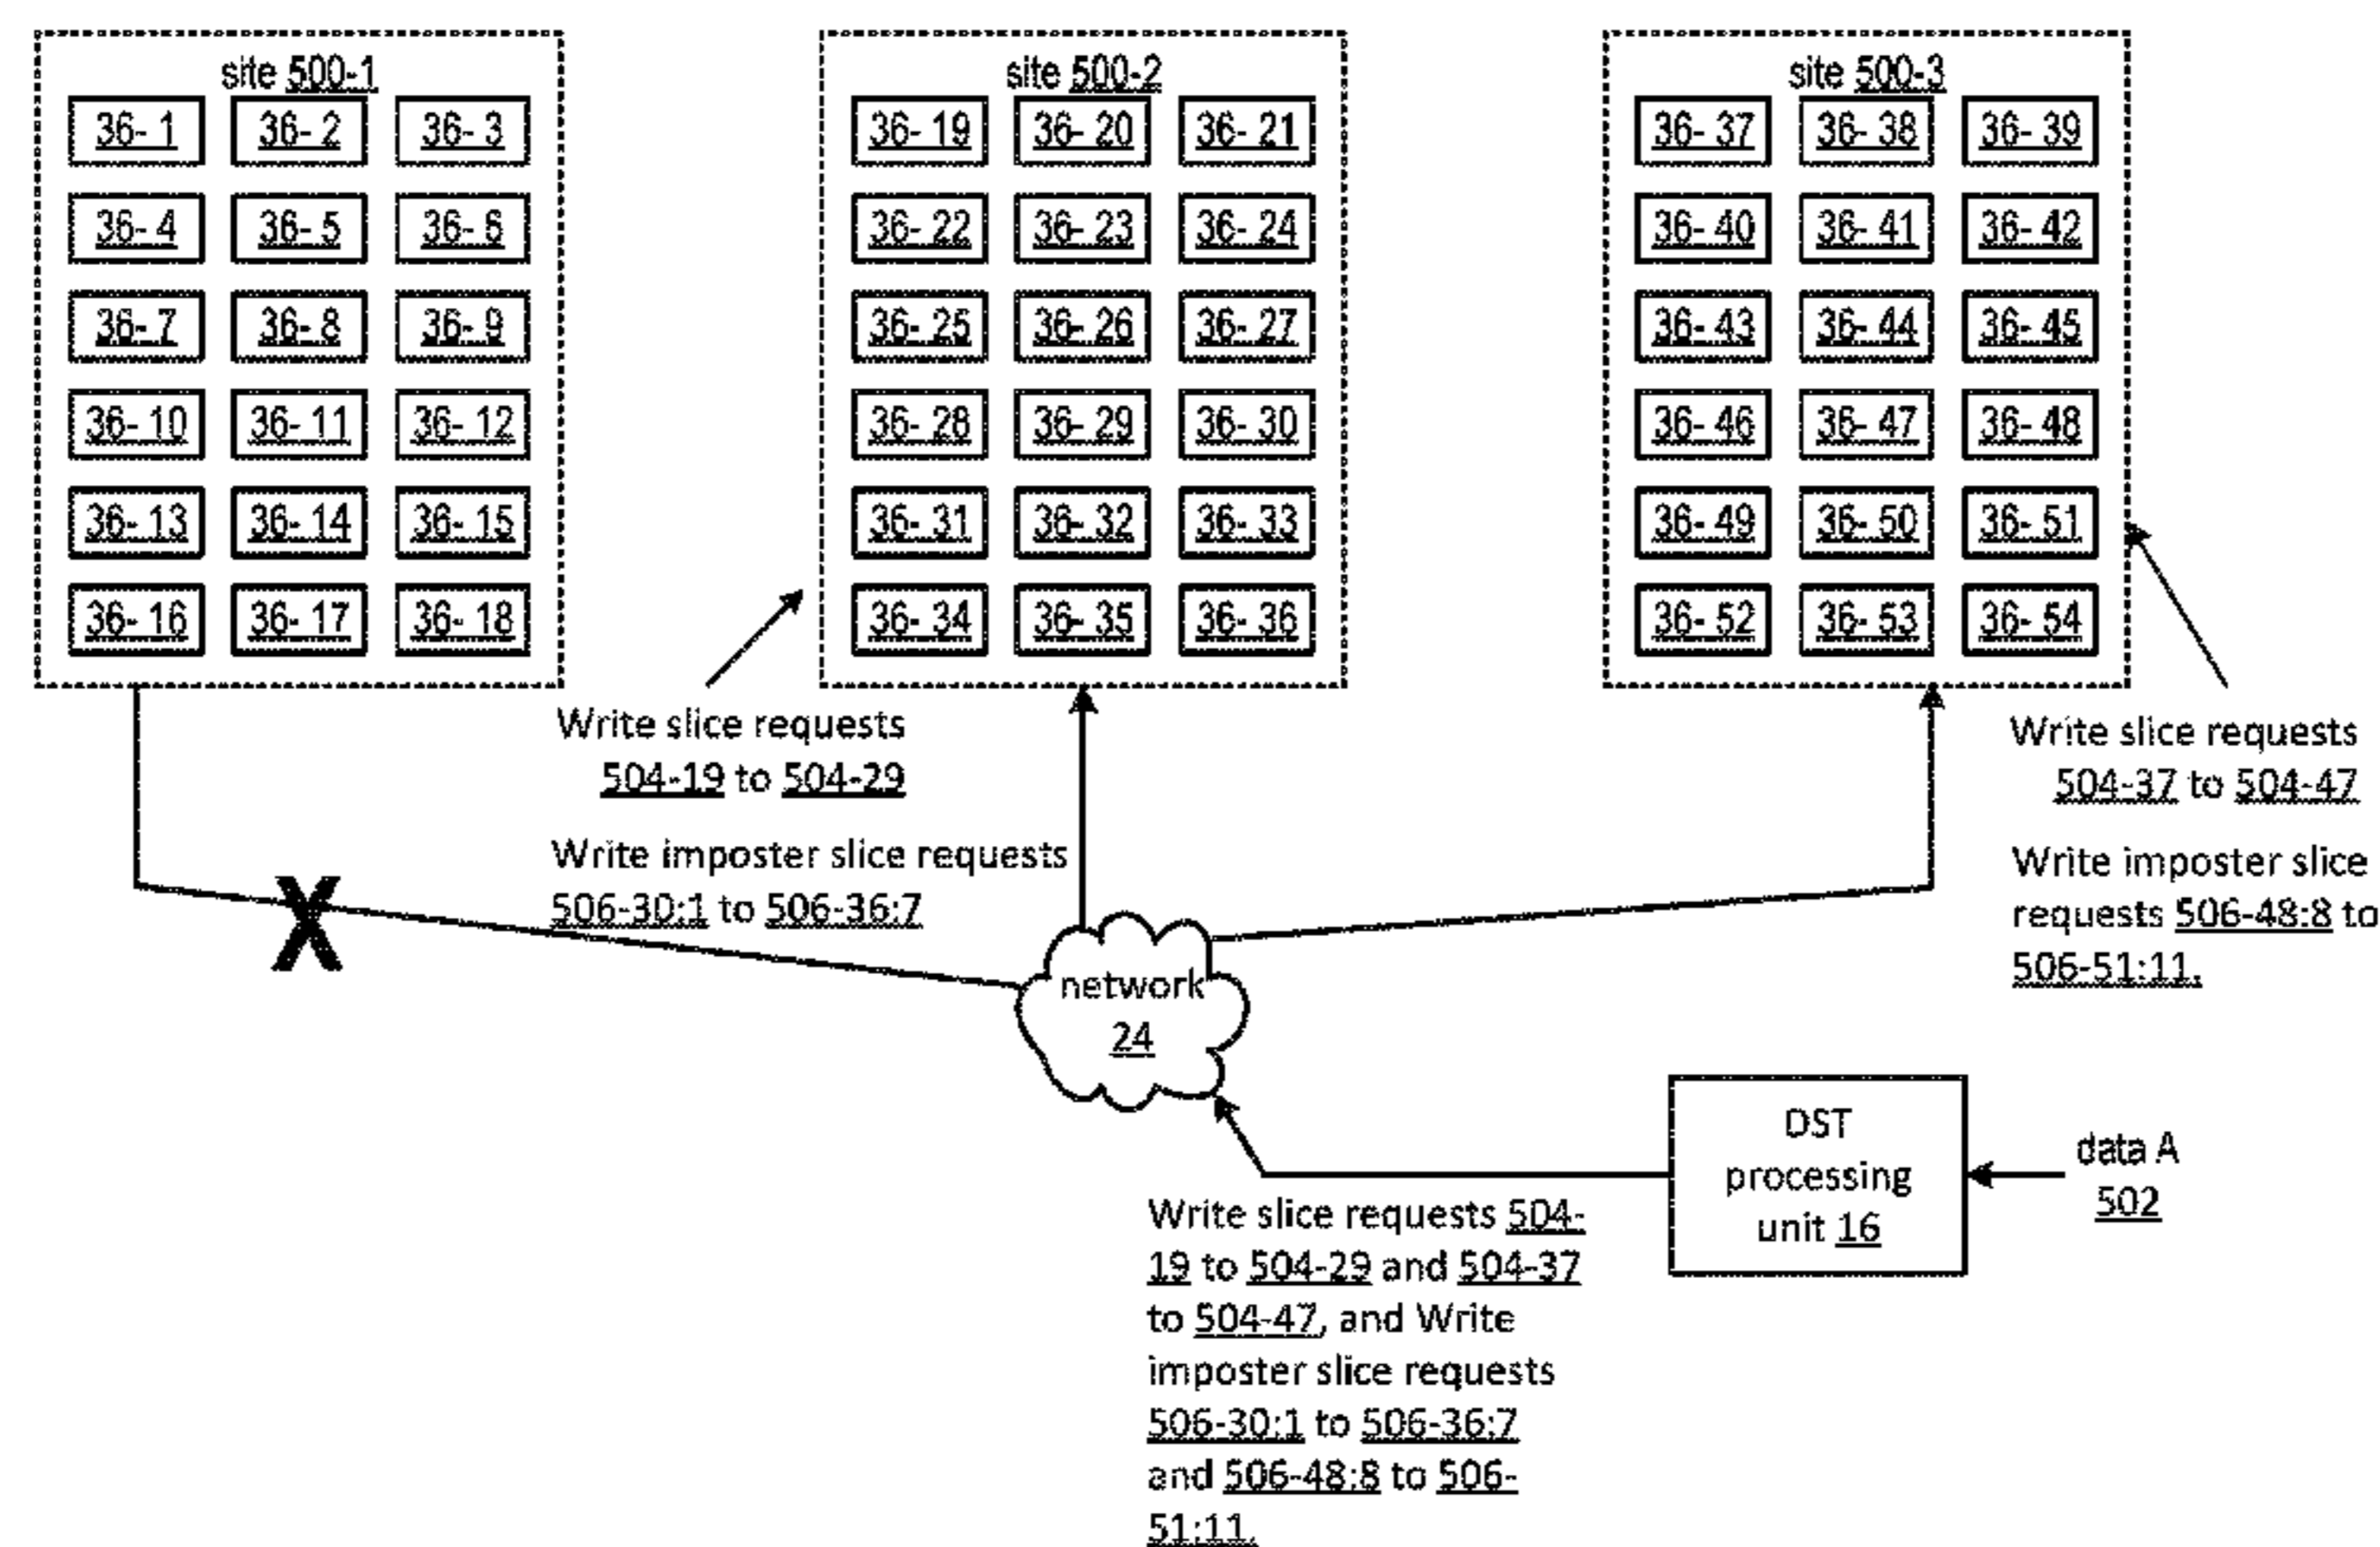 site 500-1
36- 1 36- 2 36- 3
36- 4 36- 5 36- 6
36- 7 36- 8 36- 9
36- 10 36- 11 36- 12
36- 13 36- 14 36- 15
36- 16 36- 17 36- 18
site 500-2
36- 19 36- 20 36- 21
36- 22 36- 23 36- 24
36- 25 36- 26 36- 27
36- 28 36- 29 36- 30
36- 31 36- 32 36- 33
36- 34 36- 35 36- 36
site 500-3
36- 37 36- 38 36- 39
36- 40 36- 41 36- 42
36- 43 36- 44 36- 45
36- 46 36- 47 36- 48
36- 49 36- 50 36- 51
36- 52 36- 53 36- 54
Write slice requests
504-19 to 504-29
Write imposter slice requests
506-30:1 to 506-36:7
Write slice requests
504-37 to 504-47
Write imposter slice
requests 506-48:8 to
506-51:11.
X
network
24
DST
processing
unit 16
data A
502
Write slice requests 504-
19 to 504-29 and 504-37
to 504-47, and Write
imposter slice requests
506-30:1 to 506-36:7
and 506-48:8 to 506-
51:11.